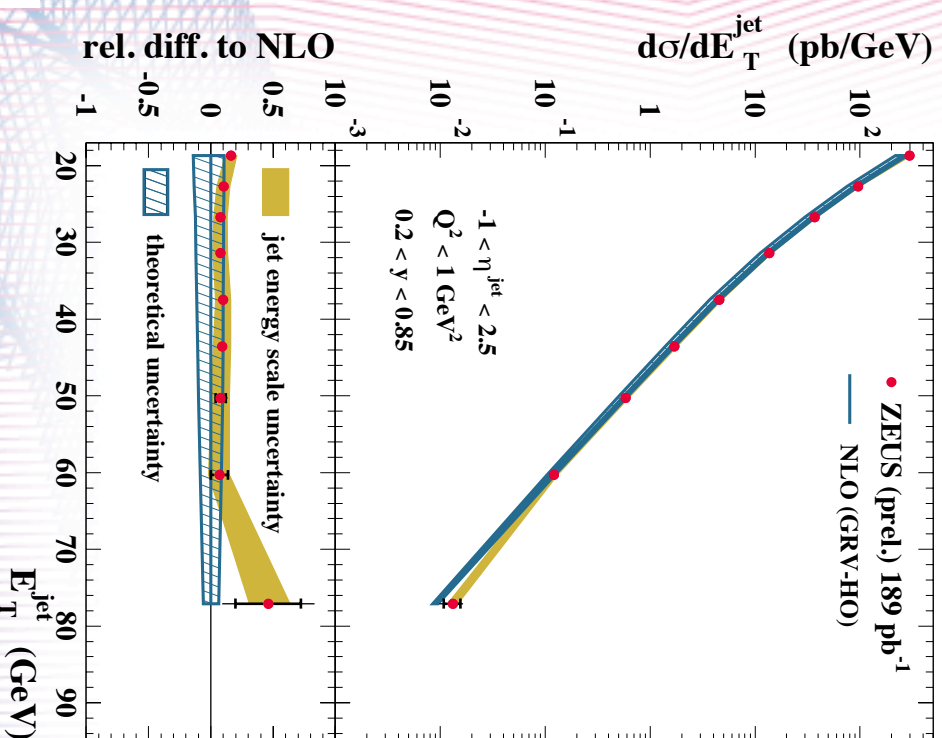 rel. diff. to NLO
dσ/dE_T^jet (pb/GeV)
-1
-0.5
0
0.5
10^-3
10^-2
10^-1
1
10
10^2
ZEUS (prel.) 189 pb^-1
NLO (GRV-HO)
-1 < η^jet < 2.5
Q^2 < 1 GeV^2
0.2 < y < 0.85
jet energy scale uncertainty
theoretical uncertainty
20
30
40
50
60
70
80
90
E_T^jet (GeV)